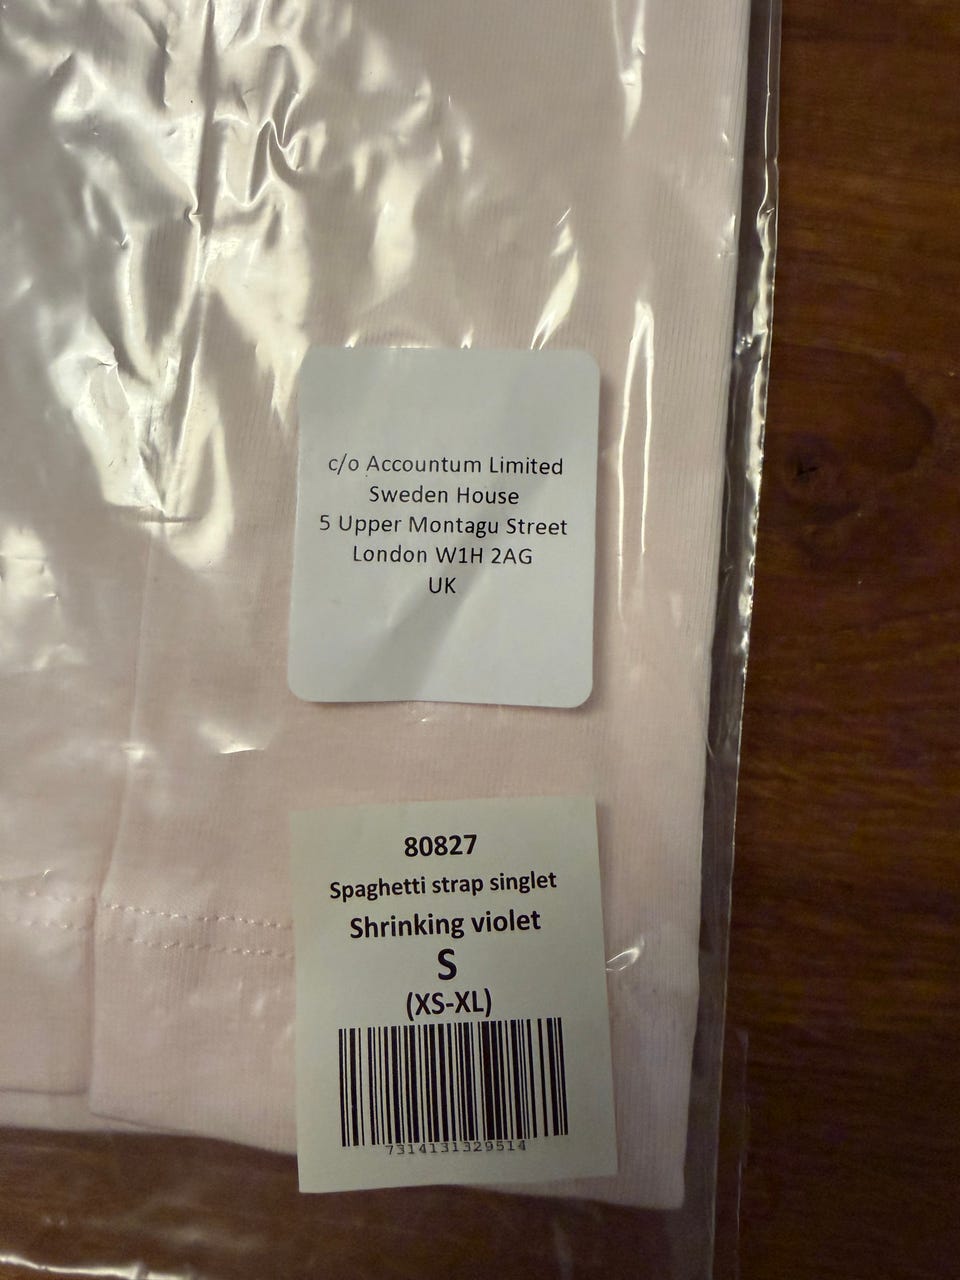 c/o Accountum Limited
Sweden House
5 Upper Montagu Street
London W1H 2AG
UK
80827
Spaghetti strap singlet
Shrinking violet
S
(XS-XL)
7314131329514